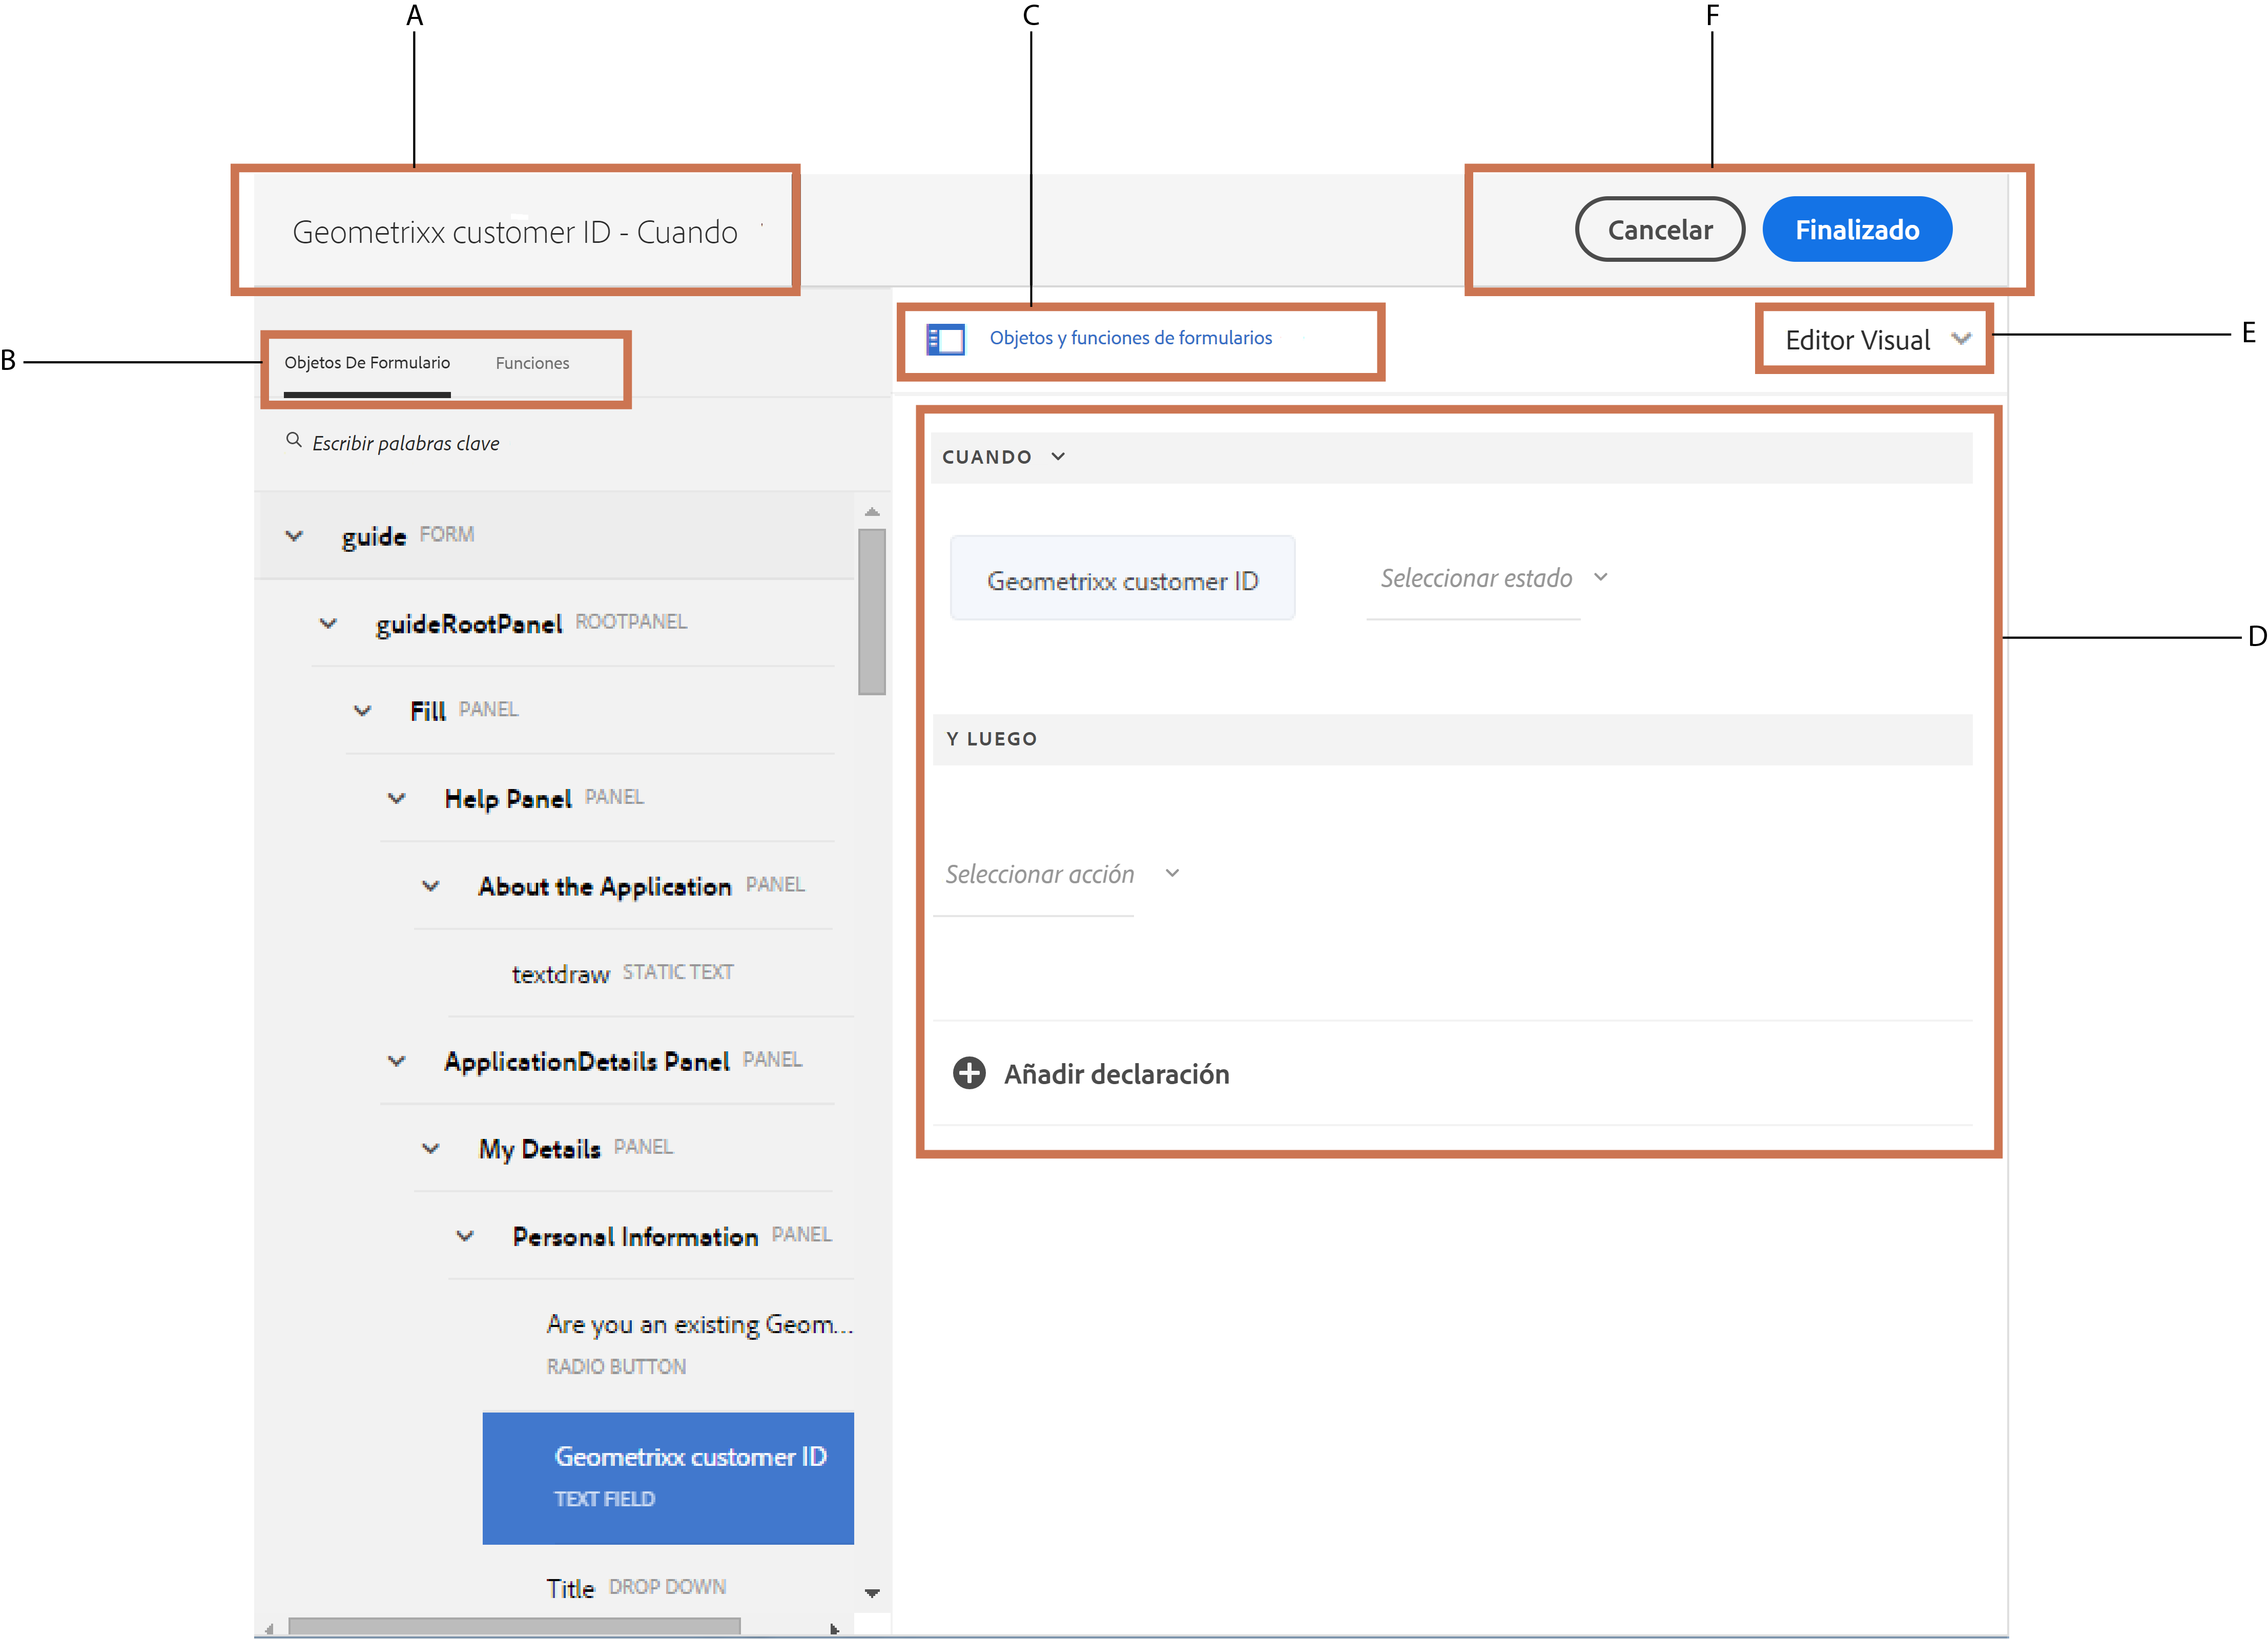 A
C
F
Geometrixx customer ID - Cuando
Cancelar
Finalizado
B
Objetos De Formulario
Funciones
Objetos y funciones de formularios
Editor Visual
E
Escribir palabras clave
CUANDO
guide FORM
Geometrixx customer ID
Seleccionar estado
guideRootPanel ROOTPANEL
D
Fill PANEL
Y LUEGO
Help Panel PANEL
About the Application PANEL
Seleccionar acción
textdraw STATIC TEXT
ApplicationDetails Panel PANEL
Añadir declaración
My Details PANEL
Personal Information PANEL
Are you an existing Geom...
RADIO BUTTON
Geometrixx customer ID
TEXT FIELD
Title DROP DOWN